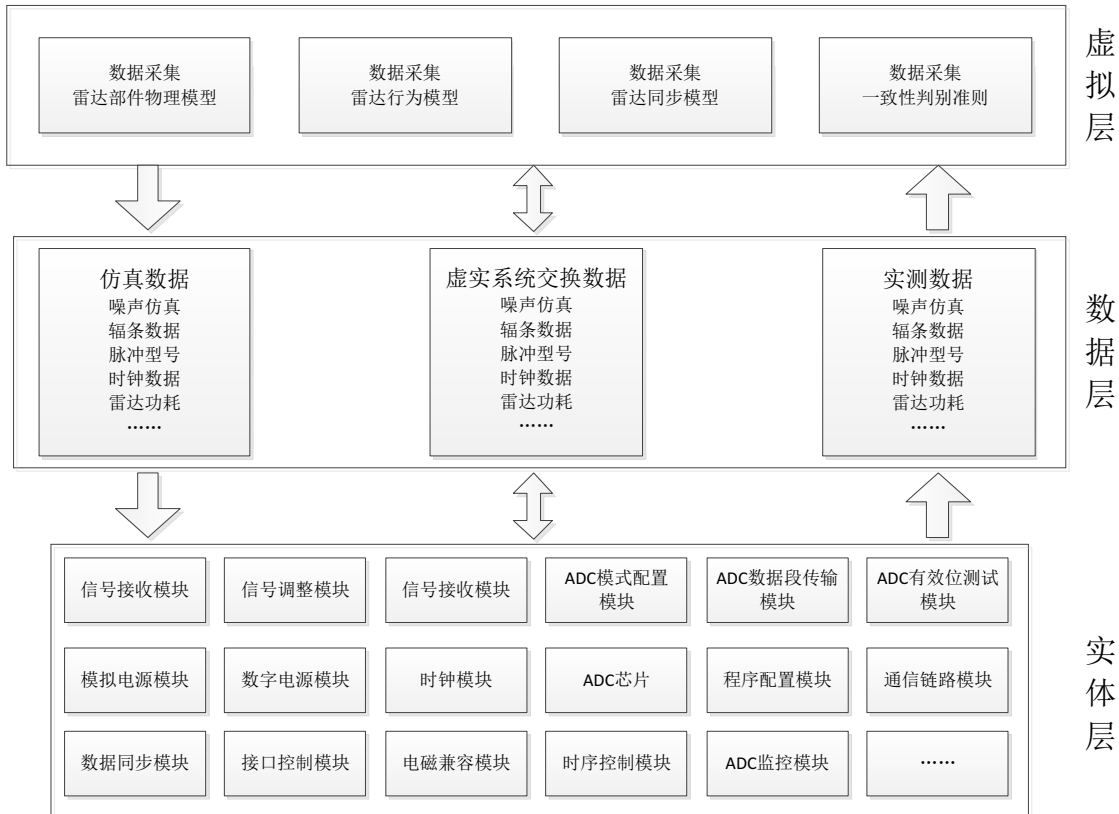 数据采集
雷达部件物理模型
数据采集
雷达行为模型
数据采集
雷达同步模型
数据采集
一致性判别准则
虚拟层
仿真数据
噪声仿真
辐条数据
脉冲型号
时钟数据
雷达功耗
……
虚实系统交换数据
噪声仿真
辐条数据
脉冲型号
时钟数据
雷达功耗
……
实测数据
噪声仿真
辐条数据
脉冲型号
时钟数据
雷达功耗
……
数据层
信号接收模块
信号调整模块
信号接收模块
ADC模式配置
模块
ADC数据段传输
模块
ADC有效位测试
模块
模拟电源模块
数字电源模块
时钟模块
ADC芯片
程序配置模块
通信链路模块
数据同步模块
接口控制模块
电磁兼容模块
时序控制模块
ADC监控模块
……
实体层